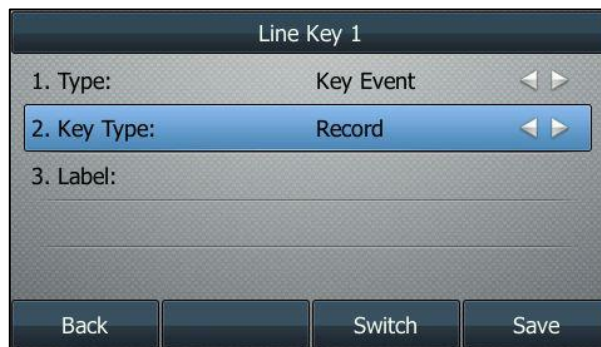 Line Key 1
1. Type: Key Event
2. Key Type: Record
3. Label:
Back Switch Save